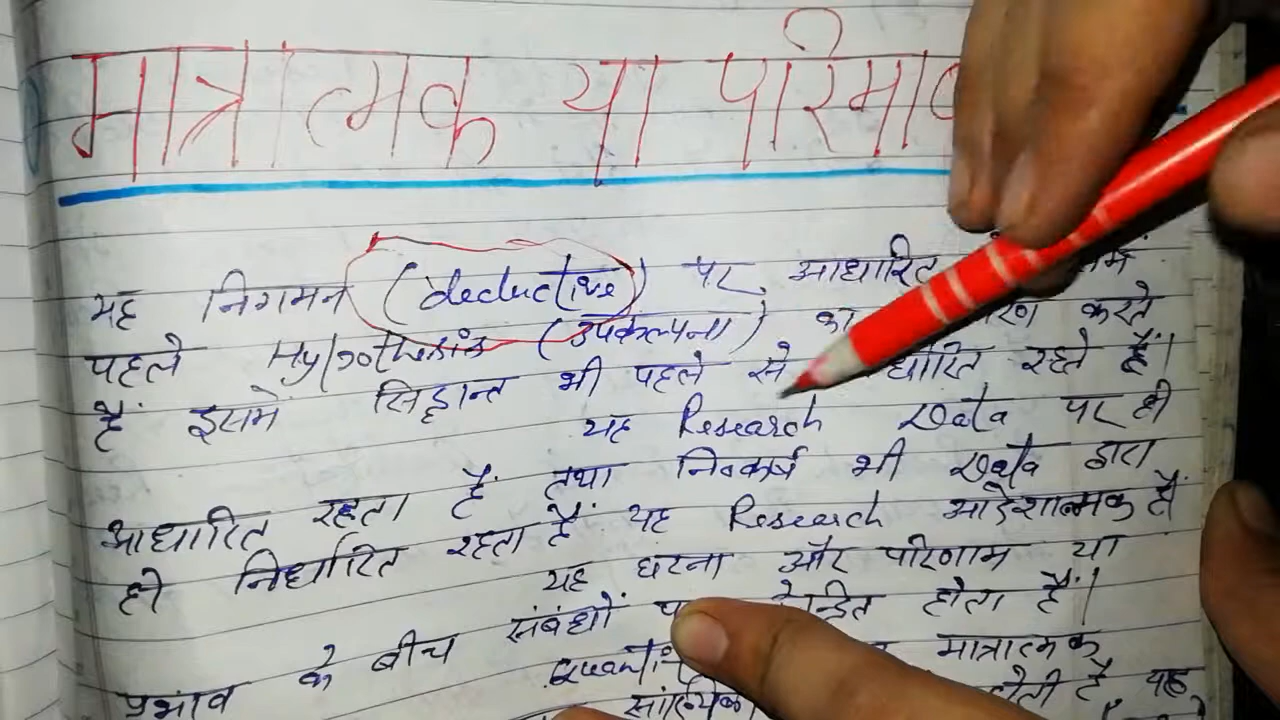 मात्रात्मक या
यह निगमन (deductive) पर आधारित
पहले Hypothesis (उपकल्पना) का करते
हैं इसमें सिद्धान्त भी पहले से रहते हैं।
यह Research Data पर ही
आधारित रहता हैं तथा निष्कर्ष भी Data द्वारा
ही निर्धारित रहता हैं यह Research आदेशात्मक हैं
यह घटना और परिणाम या
प्रभाव के बीच संबंधों होता हैं।
मात्रात्मक
होती है, यह